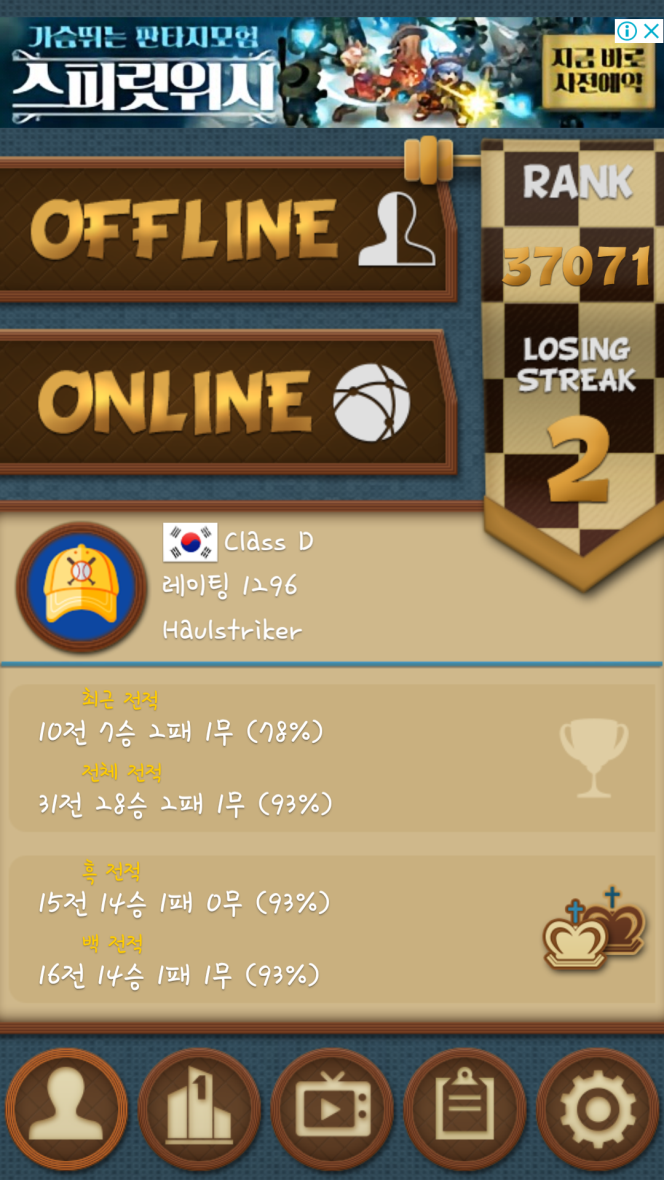 가슴뛰는 판타지모험
스피릿위시
지금 바로
사전예약
OFFLINE
RANK
37071
ONLINE
LOSING
STREAK
2
Class D
레이팅 1296
Haulstriker
최근 전적
10전 7승 2패 1무 (78%)
전체 전적
31전 28승 2패 1무 (93%)
흑 전적
15전 14승 1패 0무 (93%)
백 전적
16전 14승 1패 1무 (93%)
1